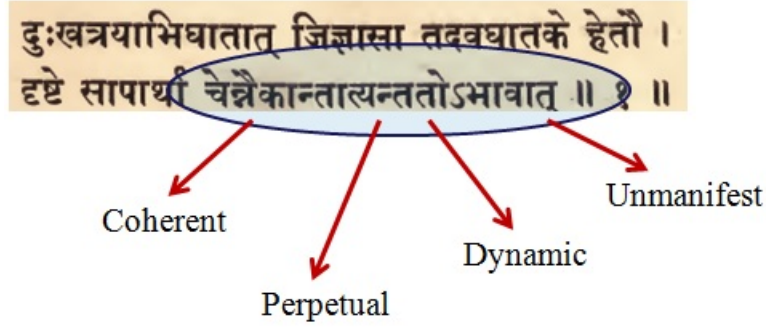 दुःखत्रयाभिघातात् जिज्ञासा तदवघातके हेतौ ।
दृष्टे सापार्था चेन्नैकान्तात्यन्ततोऽभावात् ॥ १ ॥
Unmanifest
Coherent
Dynamic
Perpetual